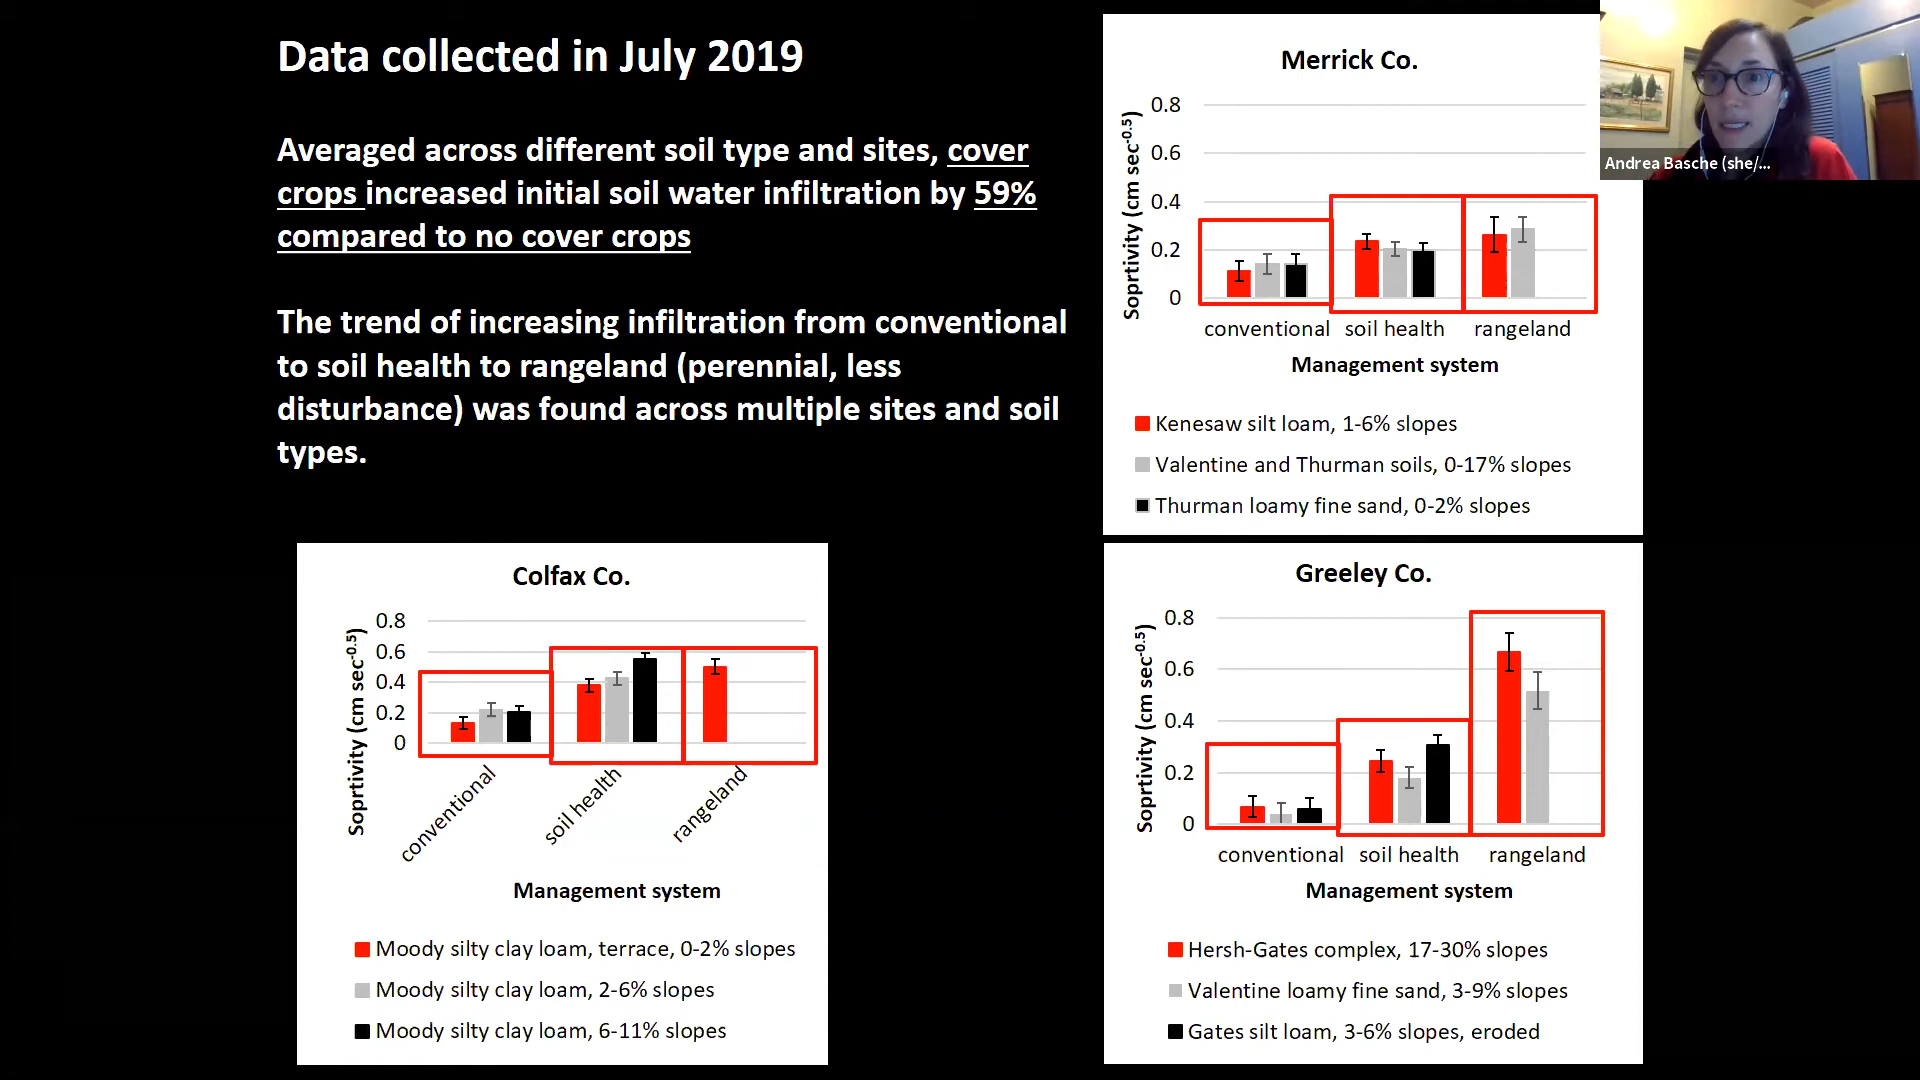 Data collected in July 2019
Averaged across different soil type and sites, cover
crops increased initial soil water infiltration by 59%
compared to no cover crops
The trend of increasing infiltration from conventional
to soil health to rangeland (perennial, less
disturbance) was found across multiple sites and soil
types.
Merrick Co.
Soprtivity (cm sec-0.5)
0.8
0.6
0.4
0.2
0
conventional soil health rangeland
Management system
Kenesaw silt loam, 1-6% slopes
Valentine and Thurman soils, 0-17% slopes
Thurman loamy fine sand, 0-2% slopes
Andrea Basche (she/...
Colfax Co.
Soprtivity (cm sec-0.5)
0.8
0.6
0.4
0.2
0
conventional
soil health
rangeland
Management system
Moody silty clay loam, terrace, 0-2% slopes
Moody silty clay loam, 2-6% slopes
Moody silty clay loam, 6-11% slopes
Greeley Co.
Soprtivity (cm sec-0.5)
0.8
0.6
0.4
0.2
0
conventional soil health rangeland
Management system
Hersh-Gates complex, 17-30% slopes
Valentine loamy fine sand, 3-9% slopes
Gates silt loam, 3-6% slopes, eroded